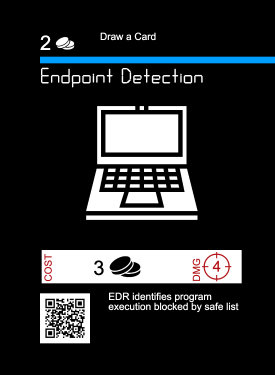 2
Draw a Card
Endpoint Detection
COST
3
DMG
4
EDR identifies program
execution blocked by safe list